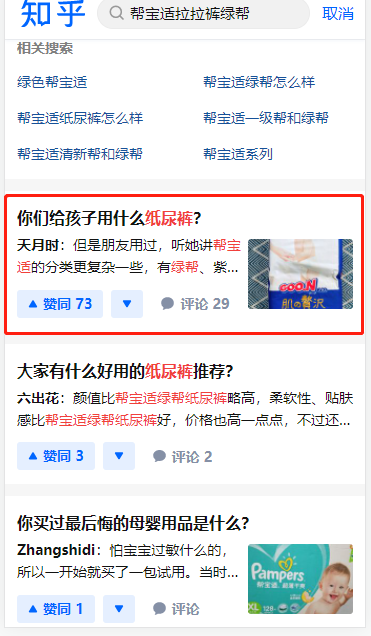 知乎 帮宝适拉拉裤绿帮 取消
相关搜索
绿色帮宝适 帮宝适绿帮怎么样
帮宝适纸尿裤怎么样 帮宝适一级帮和绿帮
帮宝适清新帮和绿帮 帮宝适系列
你们给孩子用什么纸尿裤?
天月时：但是朋友用过，听她讲帮宝
适的分类更复杂一些，有绿帮、紫...
GOO.N
肌の贅沢
赞同 73 评论 29
大家有什么好用的纸尿裤推荐?
六出花：颜值比帮宝适绿帮纸尿裤略高，柔软性、贴肤
感比帮宝适绿帮纸尿裤好，价格也高一点点，不过还...
赞同 3 评论 2
你买过最后悔的母婴用品是什么?
Zhangshidi：怕宝宝过敏什么的，
所以一开始就买了一包试用。当时...
Pampers
XL 128
赞同 1 评论